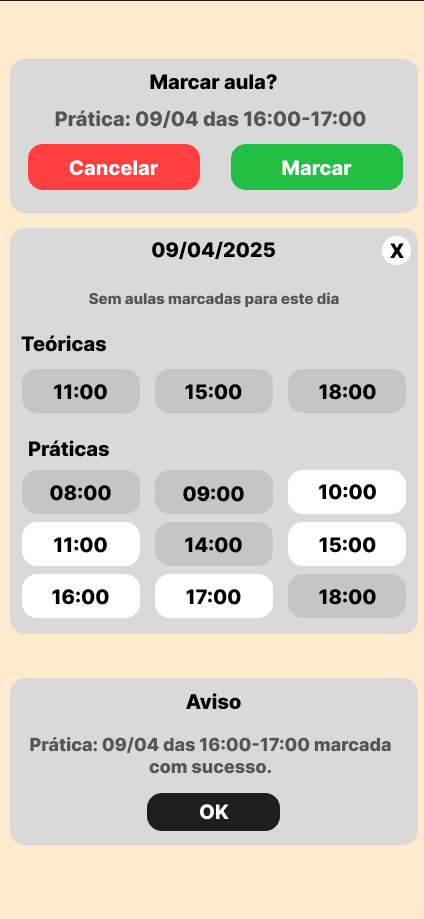 Marcar aula?
Prática: 09/04 das 16:00-17:00
Cancelar Marcar
09/04/2025 X
Sem aulas marcadas para este dia
Teóricas
11:00 15:00 18:00
Práticas
08:00 09:00 10:00
11:00 14:00 15:00
16:00 17:00 18:00
Aviso
Prática: 09/04 das 16:00-17:00 marcada
com sucesso.
OK